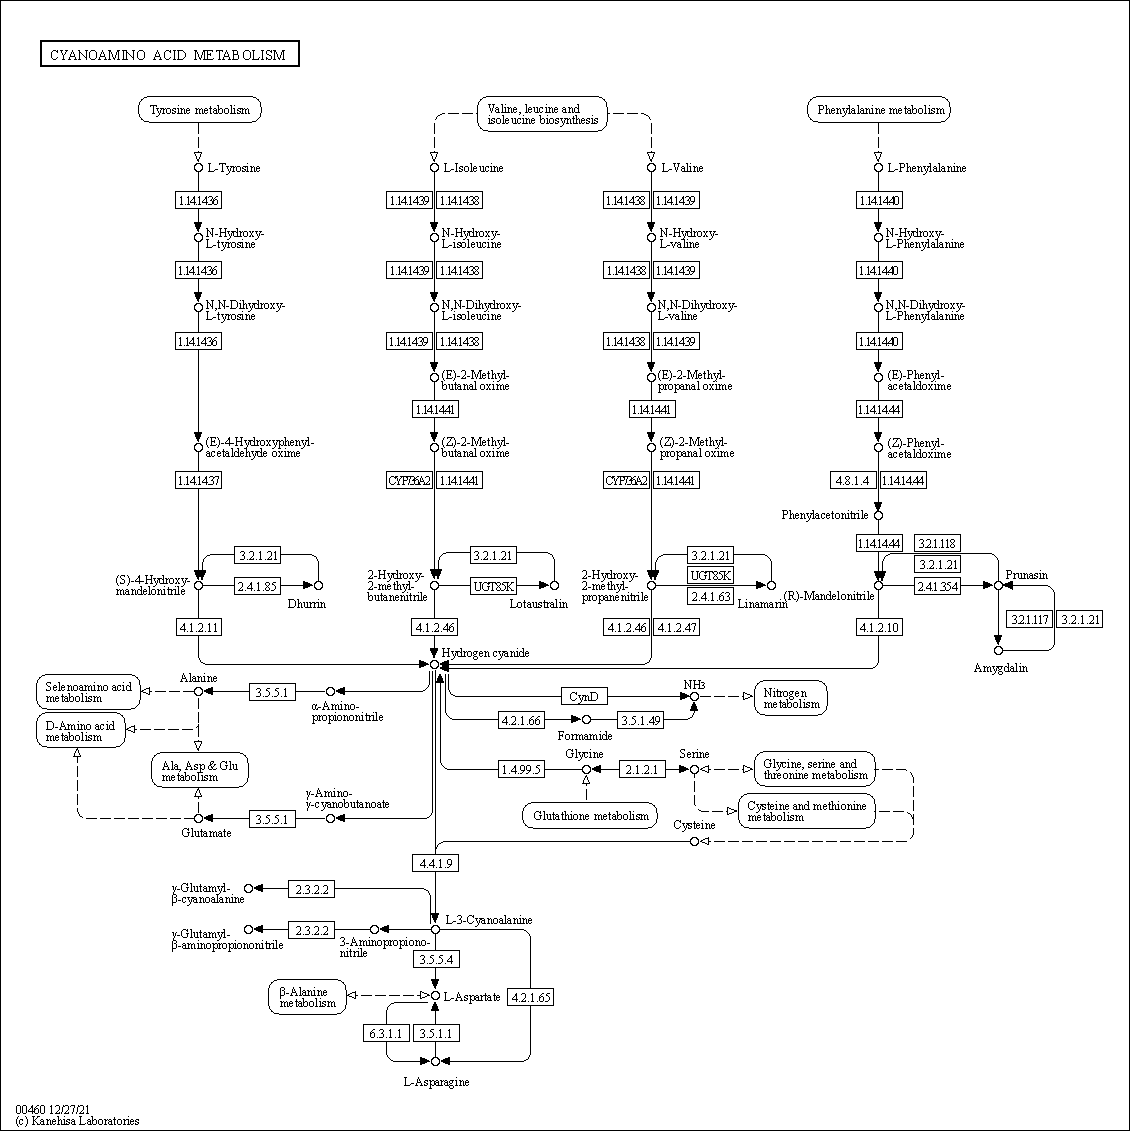 CYANOAMINO ACID METABOLISM
Tyrosine metabolism
Valine, leucine and
isoleucine biosynthesis
Phenylalanine metabolism
L-Tyrosine
L-Isoleucine
L-Valine
L-Phenylalanine
1.14.14.36
1.14.14.39
1.14.14.38
1.14.14.38
1.14.14.39
1.14.14.40
N-Hydroxy-
L-tyrosine
N-Hydroxy-
L-isoleucine
N-Hydroxy-
L-valine
N-Hydroxy-
L-Phenylalanine
1.14.14.36
1.14.14.39
1.14.14.38
1.14.14.38
1.14.14.39
1.14.14.40
N,N-Dihydroxy-
L-tyrosine
N,N-Dihydroxy-
L-isoleucine
N,N-Dihydroxy-
L-valine
N,N-Dihydroxy-
L-Phenylalanine
1.14.14.36
1.14.14.39
1.14.14.38
1.14.14.38
1.14.14.39
1.14.14.40
(E)-2-Methyl-
butanal oxime
(E)-2-Methyl-
propanal oxime
(E)-Phenyl-
acetaldoxime
1.14.14.41
1.14.14.41
1.14.14.44
(E)-4-Hydroxyphenyl-
acetaldehyde oxime
(Z)-2-Methyl-
butanal oxime
(Z)-2-Methyl-
propanal oxime
(Z)-Phenyl-
acetaldoxime
1.14.14.37
CYP736A2
1.14.14.41
CYP736A2
1.14.14.41
4.8.1.4
1.14.14.44
Phenylacetonitrile
1.14.14.44
3.2.1.118
3.2.1.21
3.2.1.21
3.2.1.21
3.2.1.21
(S)-4-Hydroxy-
mandelonitrile
2.4.1.85
Dhurrin
2-Hydroxy-
2-methyl-
butanenitrile
UGT85K
Lotaustralin
2-Hydroxy-
2-methyl-
propanenitrile
UGT85K
2.4.1.63
Linamarin
(R)-Mandelonitrile
2.4.1.354
Prunasin
4.1.2.11
4.1.2.46
4.1.2.46
4.1.2.47
4.1.2.10
3.2.1.117
3.2.1.21
Hydrogen cyanide
Amygdalin
Selenoamino acid
metabolism
Alanine
3.5.5.1
α-Amino-
propiononitrile
CynD
NH3
Nitrogen
metabolism
D-Amino acid
metabolism
4.2.1.66
Formamide
3.5.1.49
Ala, Asp & Glu
metabolism
Glycine
Serine
1.4.99.5
2.1.2.1
Glycine, serine and
threonine metabolism
γ-Amino-
γ-cyanobutanoate
Glutathione metabolism
Cysteine and methionine
metabolism
3.5.5.1
Glutamate
Cysteine
4.4.1.9
γ-Glutamyl-
β-cyanoalanine
2.3.2.2
L-3-Cyanoalanine
γ-Glutamyl-
β-aminopropiononitrile
2.3.2.2
3-Aminopropiono-
nitrile
3.5.5.4
β-Alanine
metabolism
L-Aspartate
4.2.1.65
6.3.1.1
3.5.1.1
L-Asparagine
00460 12/27/21
(c) Kanehisa Laboratories